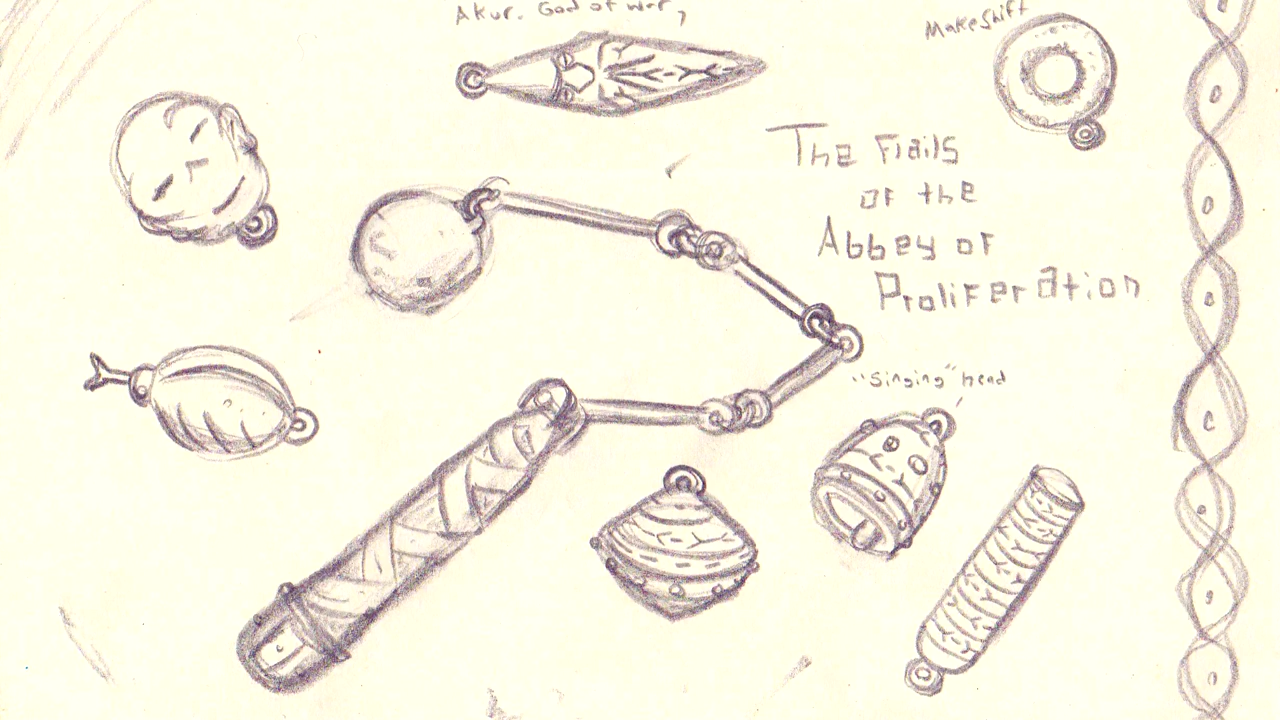 Akur. God of war,
Makeshift
The Flails
of the
Abbey of
Proliferation
"Singing" head